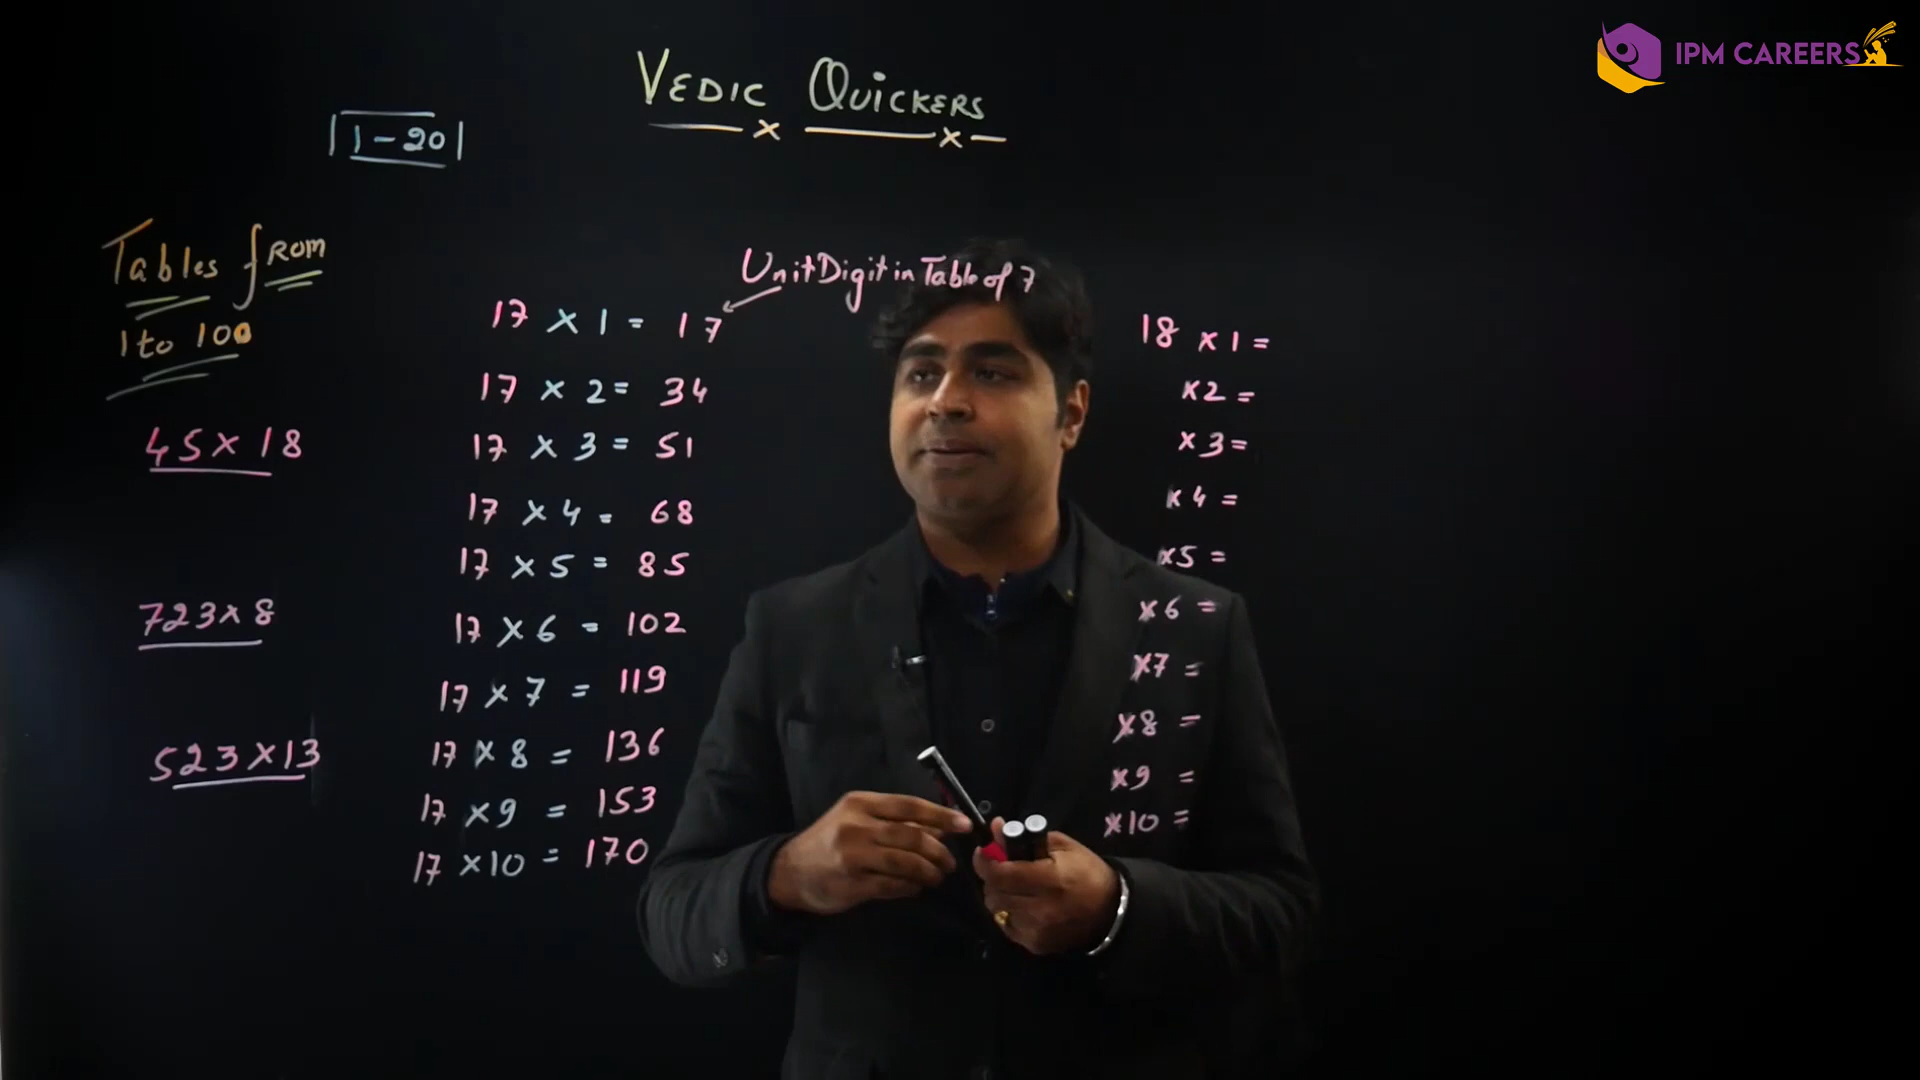 IPM CAREERS
VEDIC QUICKERS
1-20
TABLES fROM
1 to 100
45×18
723×8
523×13
UnitDigit in Table of 7
17 × 1 = 17
17 × 2 = 34
17 × 3 = 51
17 × 4 = 68
17 × 5 = 85
17 × 6 = 102
17 × 7 = 119
17 × 8 = 136
17 × 9 = 153
17 × 10 = 170
18 × 1 =
×2 =
×3 =
×4 =
×5 =
×6 =
×7 =
×8 =
×9 =
×10 =